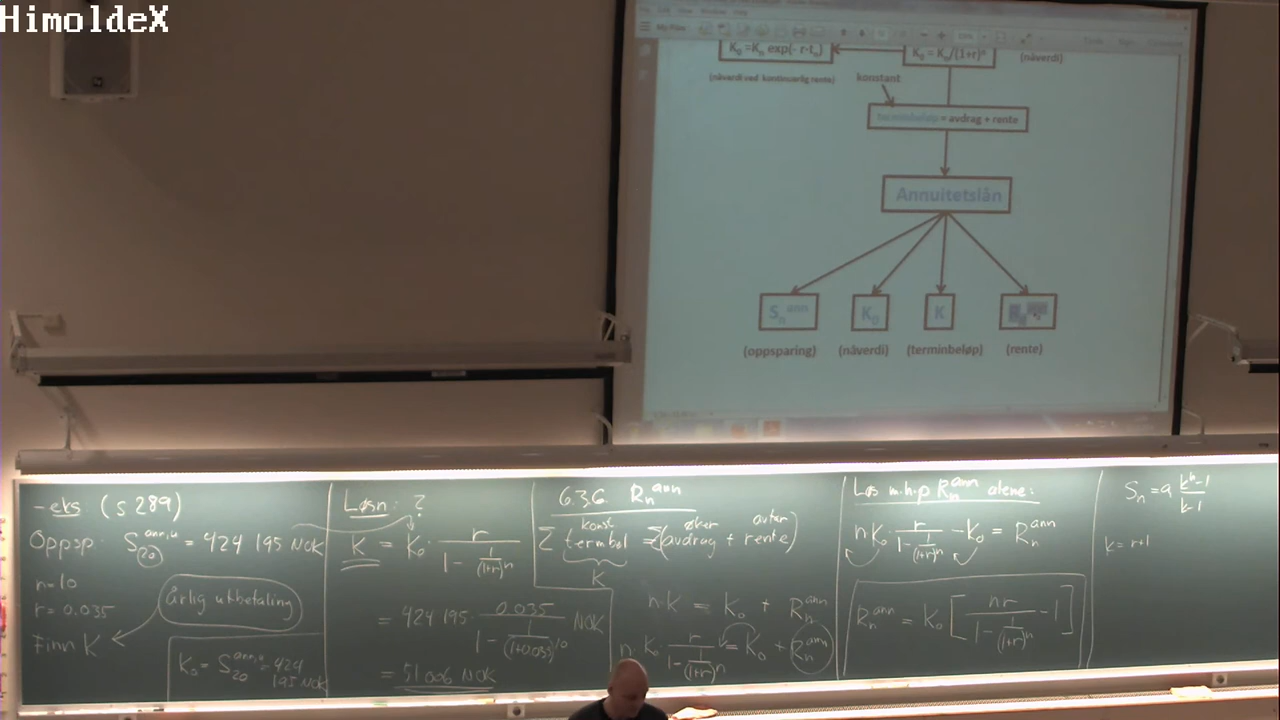 HimoldeX
K₀ = Kₙ exp(- r·tₙ)
K₀ = Kₙ/(1+r)ⁿ
(nåverdi)
(nåverdi ved kontinuerlig rente)
konstant
terminbeløp = avdrag + rente
Annuitetslån
Sₙ^ann
K₀
K
Rₙ^ann
(oppsparing)
(nåverdi)
(terminbeløp)
(rente)
- eks (s 289)
Oppsp. S₂₀^ann,u = 424 195 NOK
n=10
r = 0.035
Finn K
årlig utbetaling
K₀ = S₂₀^ann,u = 424 195 NOK
Løsn: ?
K = K₀ · r / (1 - 1/(1+r)ⁿ)
= 424 195 · 0.035 / (1 - 1/(1+0.035)¹⁰) NOK
= 51 006 NOK
6.3.6 Rₙ^ann
konst. øker avtar
Σ termbel = Σ(avdrag + rente)
K
n·K = K₀ + Rₙ^ann
n·K₀ · r / (1 - 1/(1+r)ⁿ) = K₀ + Rₙ^ann
Løs m.h.p Rₙ^ann alene:
n K₀ · r / (1 - 1/(1+r)ⁿ) - K₀ = Rₙ^ann
Rₙ^ann = K₀ [ nr / (1 - 1/(1+r)ⁿ) - 1 ]
Sₙ = a (kⁿ-1)/(k-1)
k = r+1